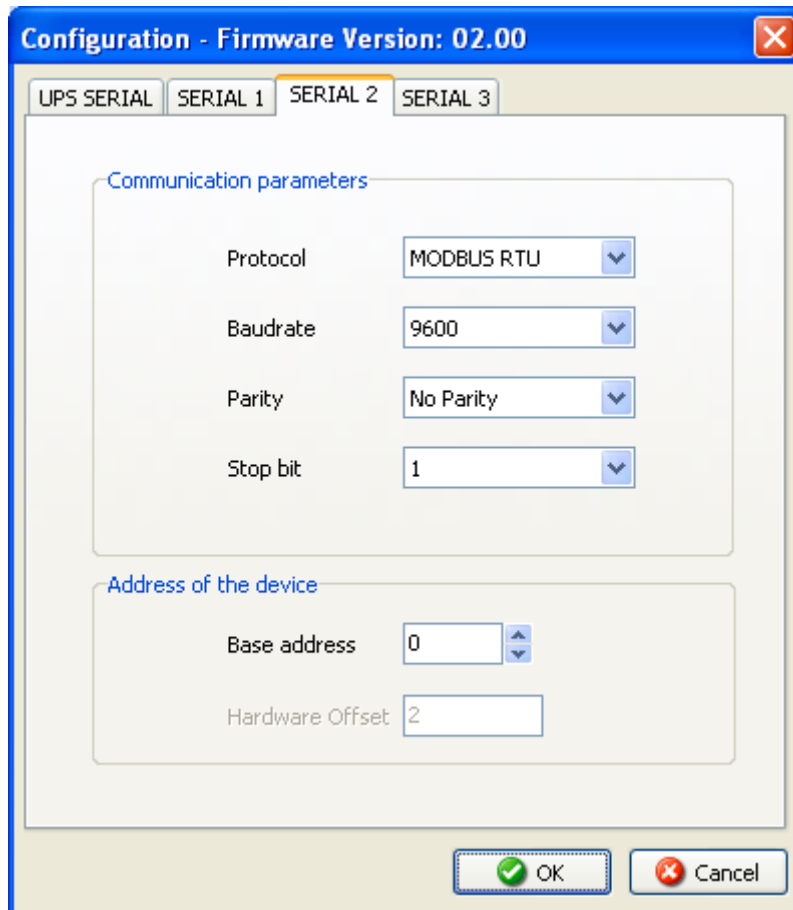 Configuration - Firmware Version: 02.00
UPS SERIAL SERIAL 1 SERIAL 2 SERIAL 3
Communication parameters
Protocol MODBUS RTU
Baudrate 9600
Parity No Parity
Stop bit 1
Address of the device
Base address 0
Hardware Offset 2
OK Cancel